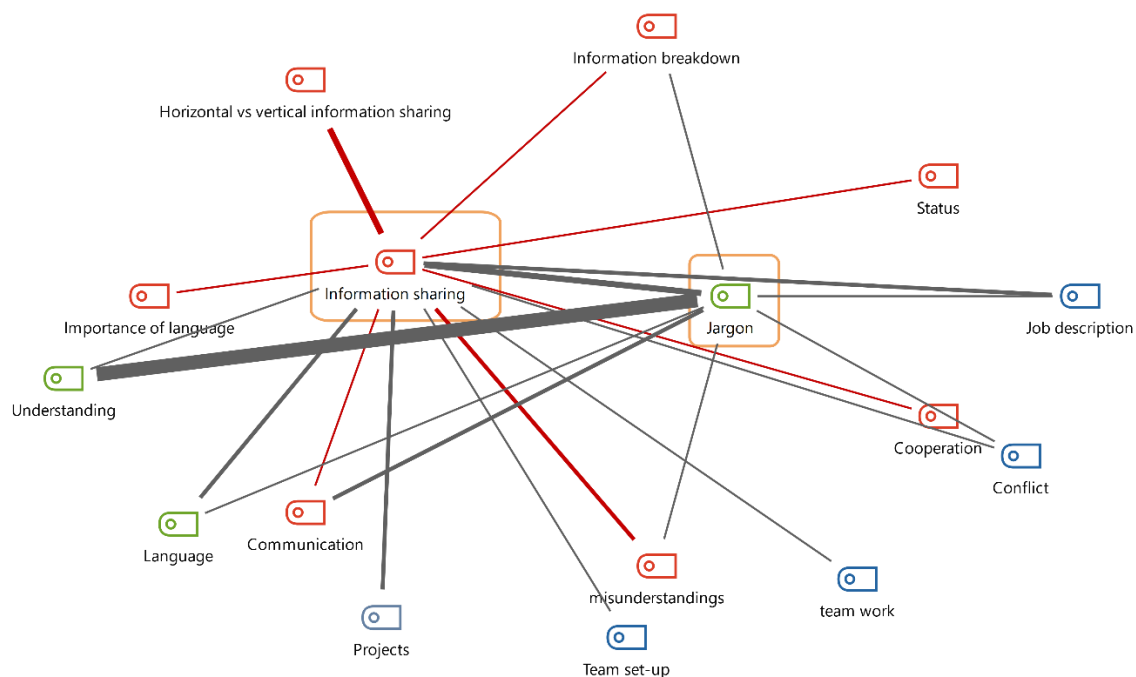 Information breakdown
Horizontal vs vertical information sharing
Status
Information sharing
Importance of language
Jargon
Job description
Understanding
Cooperation
Conflict
Language
Communication
misunderstandings
team work
Projects
Team set-up